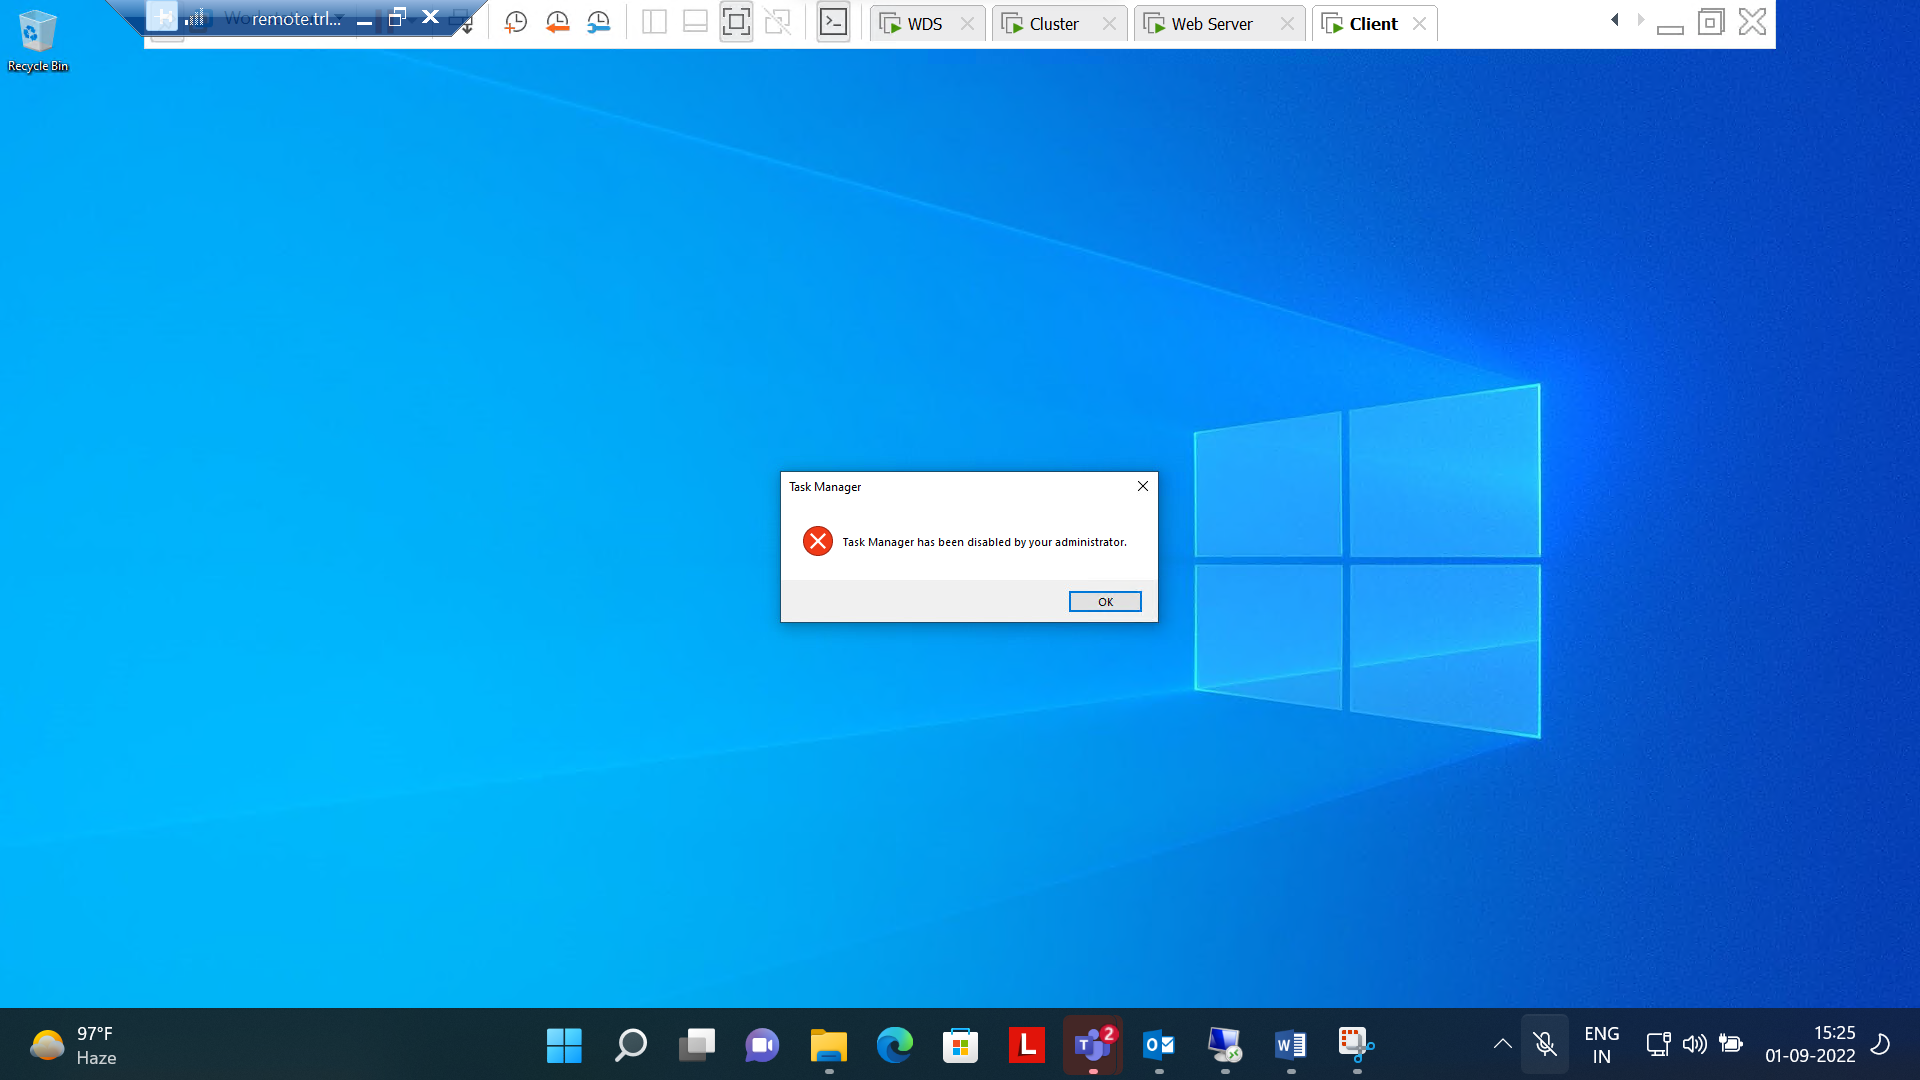 remote.trl...
WDS
Cluster
Web Server
Client
Recycle Bin
Task Manager
Task Manager has been disabled by your administrator.
OK
97°F
Haze
L
2
ENG
IN
15:25
01-09-2022